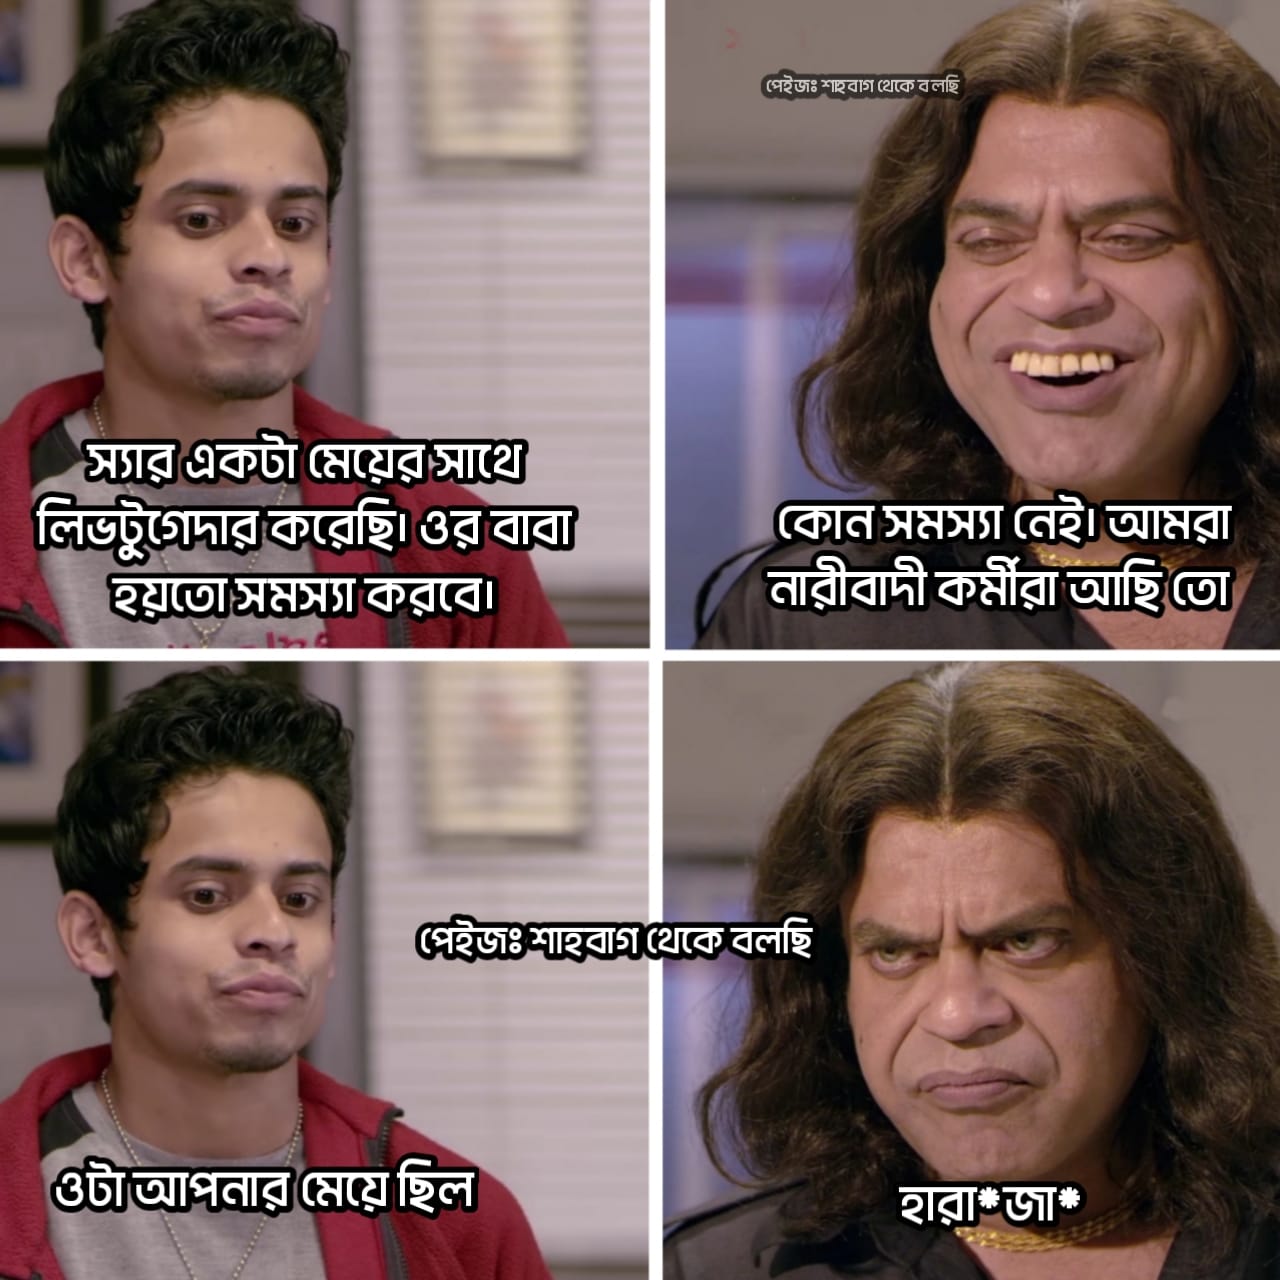 পেইজঃ শাহবাগ থেকে বলছি
স্যার একটা মেয়ের সাথে
লিভটুগেদার করেছি। ওর বাবা
হয়তো সমস্যা করবে।
কোন সমস্যা নেই। আমরা
নারীবাদী কর্মীরা আছি তো
পেইজঃ শাহবাগ থেকে বলছি
ওটা আপনার মেয়ে ছিল
হারা*জা*